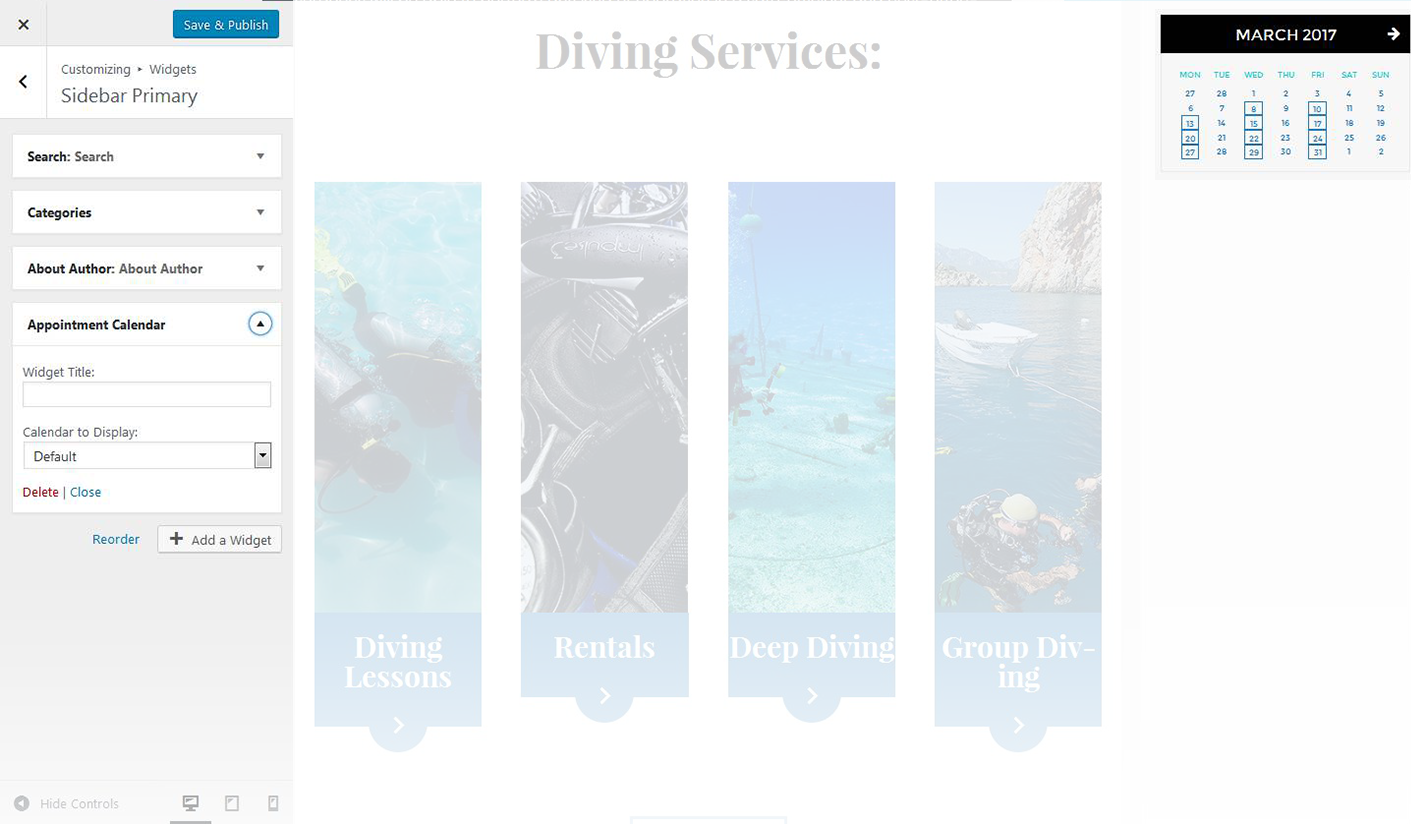 Save & Publish
Customizing ▸ Widgets
Sidebar Primary
Search: Search
Categories
About Author: About Author
Appointment Calendar
Widget Title:
Calendar to Display:
Default
Delete | Close
Reorder
Add a Widget
Hide Controls
Diving Services:
Diving
Lessons
Rentals
Deep Diving
Group Div-
ing
MARCH 2017
MON TUE WED THU FRI SAT SUN
27 28 1 2 3 4 5
6 7 8 9 10 11 12
13 14 15 16 17 18 19
20 21 22 23 24 25 26
27 28 29 30 31 1 2